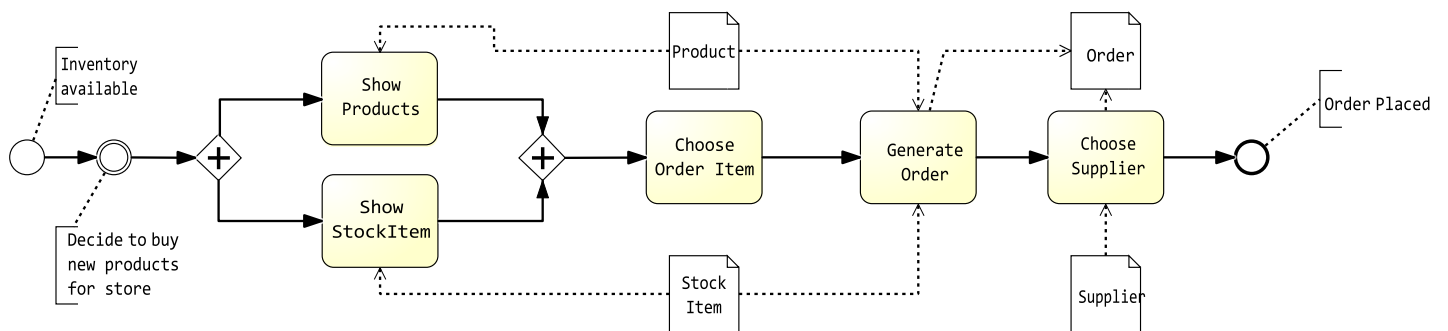 Inventory
available
Decide to buy
new products
for store
Show
Products
Show
StockItem
Product
Choose
Order Item
Stock
Item
Generate
Order
Order
Choose
Supplier
Supplier
Order Placed